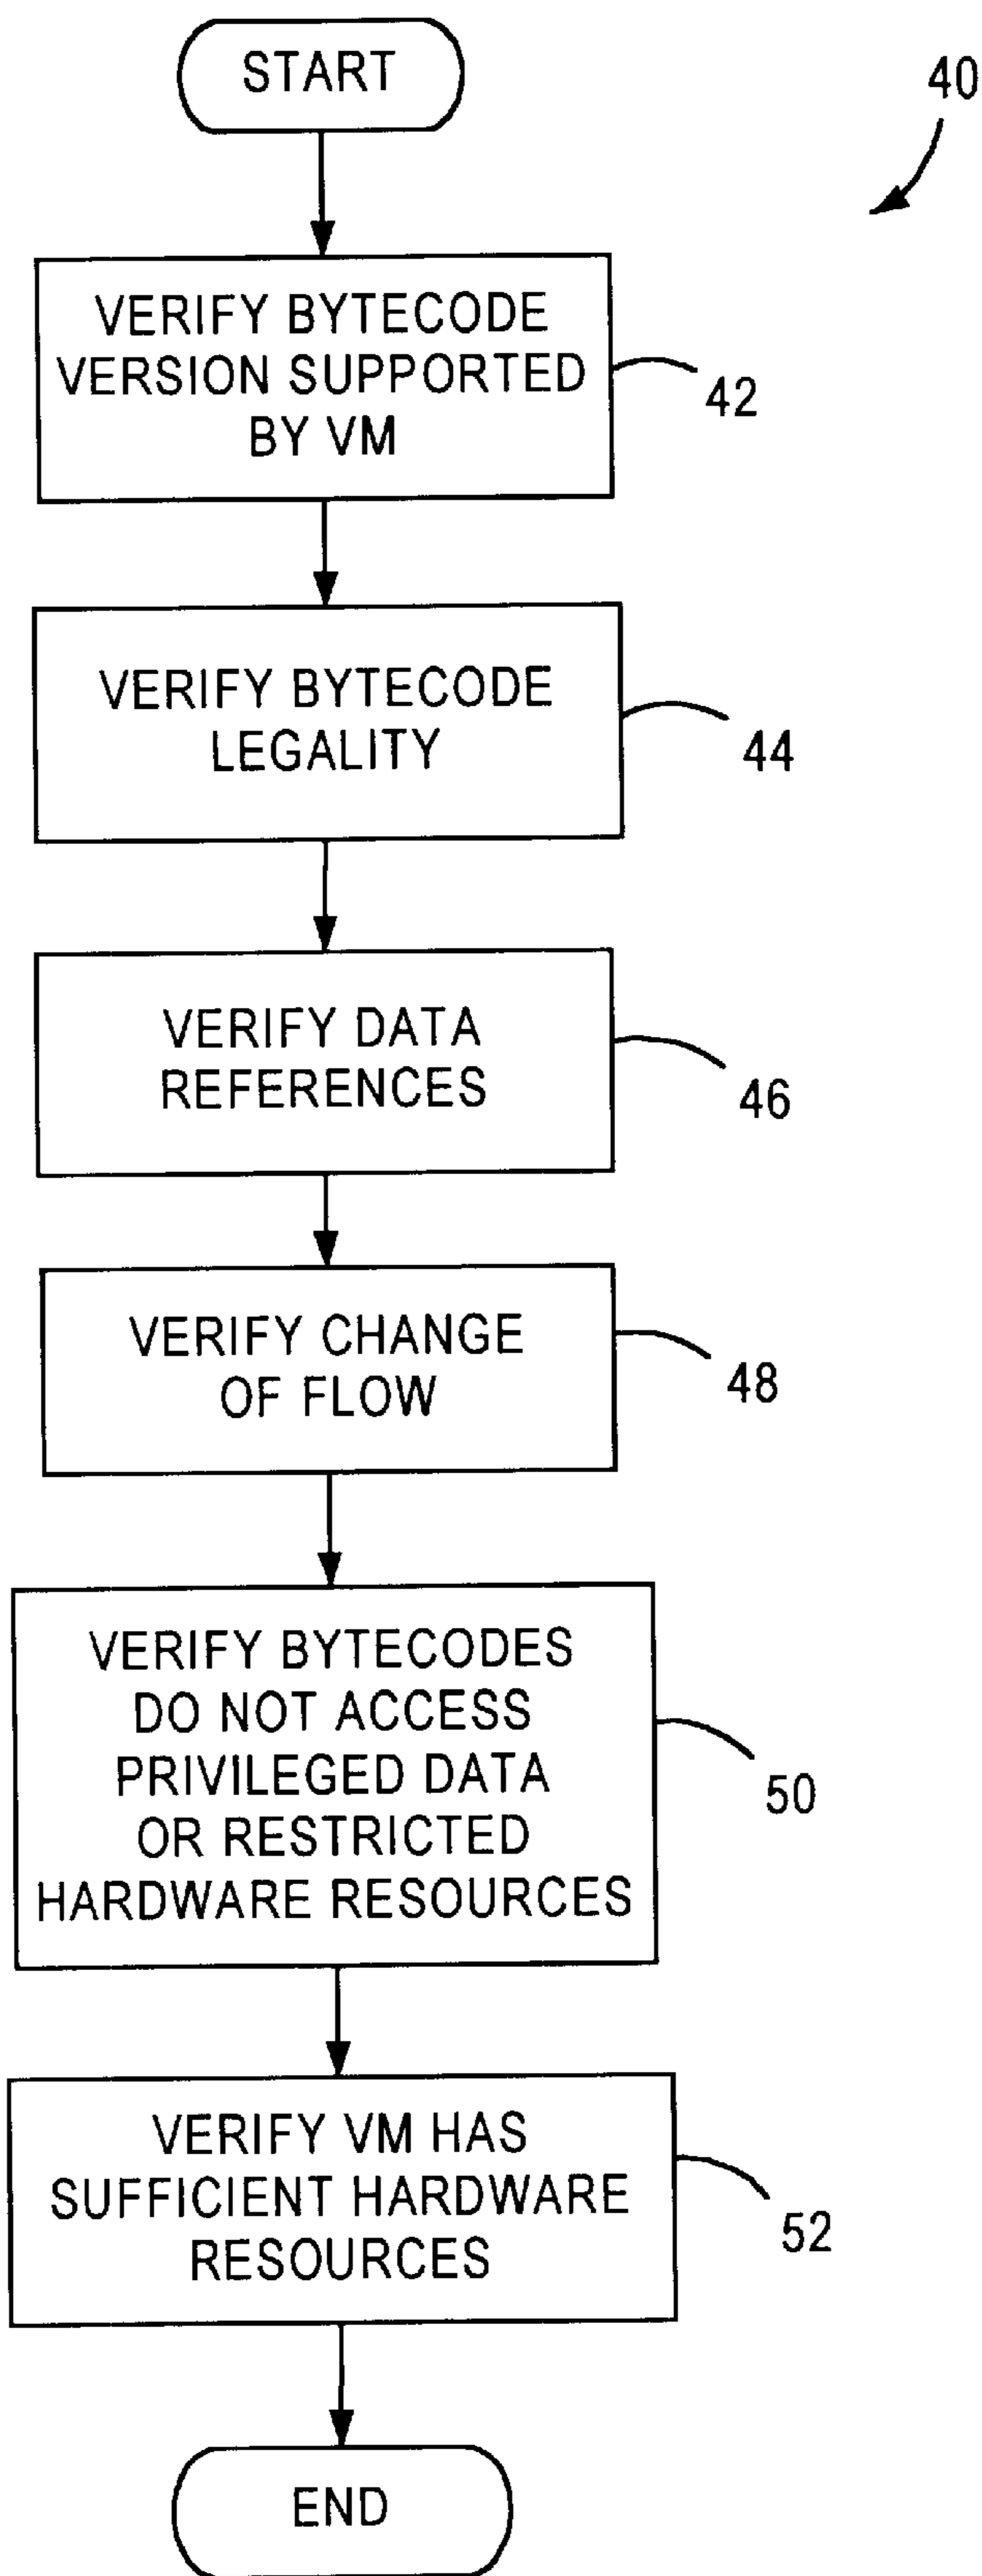 START
40
VERIFY BYTECODE
VERSION SUPPORTED
BY VM
42
VERIFY BYTECODE
LEGALITY
44
VERIFY DATA
REFERENCES
46
VERIFY CHANGE
OF FLOW
48
VERIFY BYTECODES
DO NOT ACCESS
PRIVILEGED DATA
OR RESTRICTED
HARDWARE RESOURCES
50
VERIFY VM HAS
SUFFICIENT HARDWARE
RESOURCES
52
END